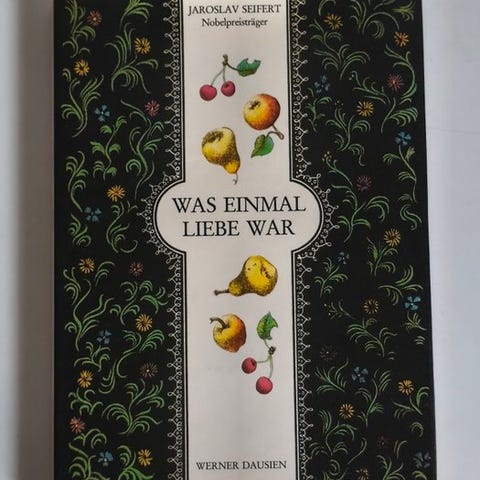 JAROSLAV SEIFERT
Nobelpreisträger
WAS EINMAL
LIEBE WAR
WERNER DAUSIEN